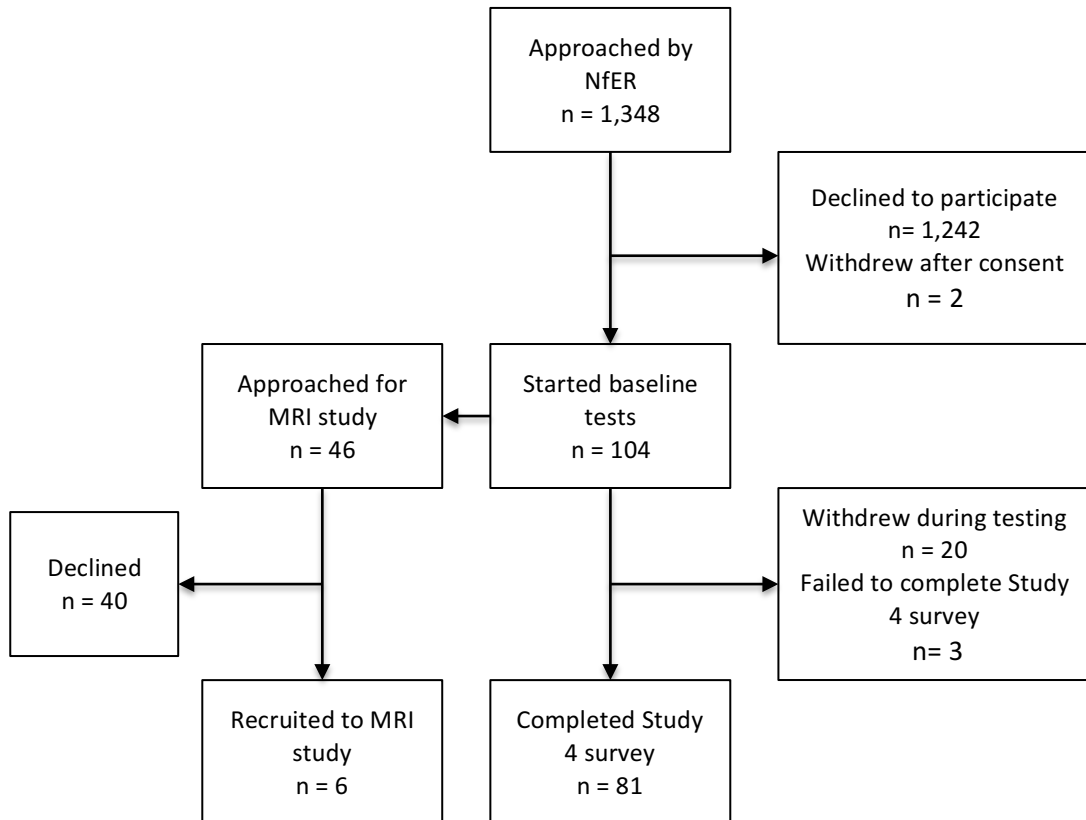 Approached by
NfER
n = 1,348
Declined to participate
n= 1,242
Withdrew after consent
n = 2
Approached for
MRI study
n = 46
Started baseline
tests
n = 104
Declined
n = 40
Withdrew during testing
n = 20
Failed to complete Study
4 survey
n= 3
Recruited to MRI
study
n = 6
Completed Study
4 survey
n = 81